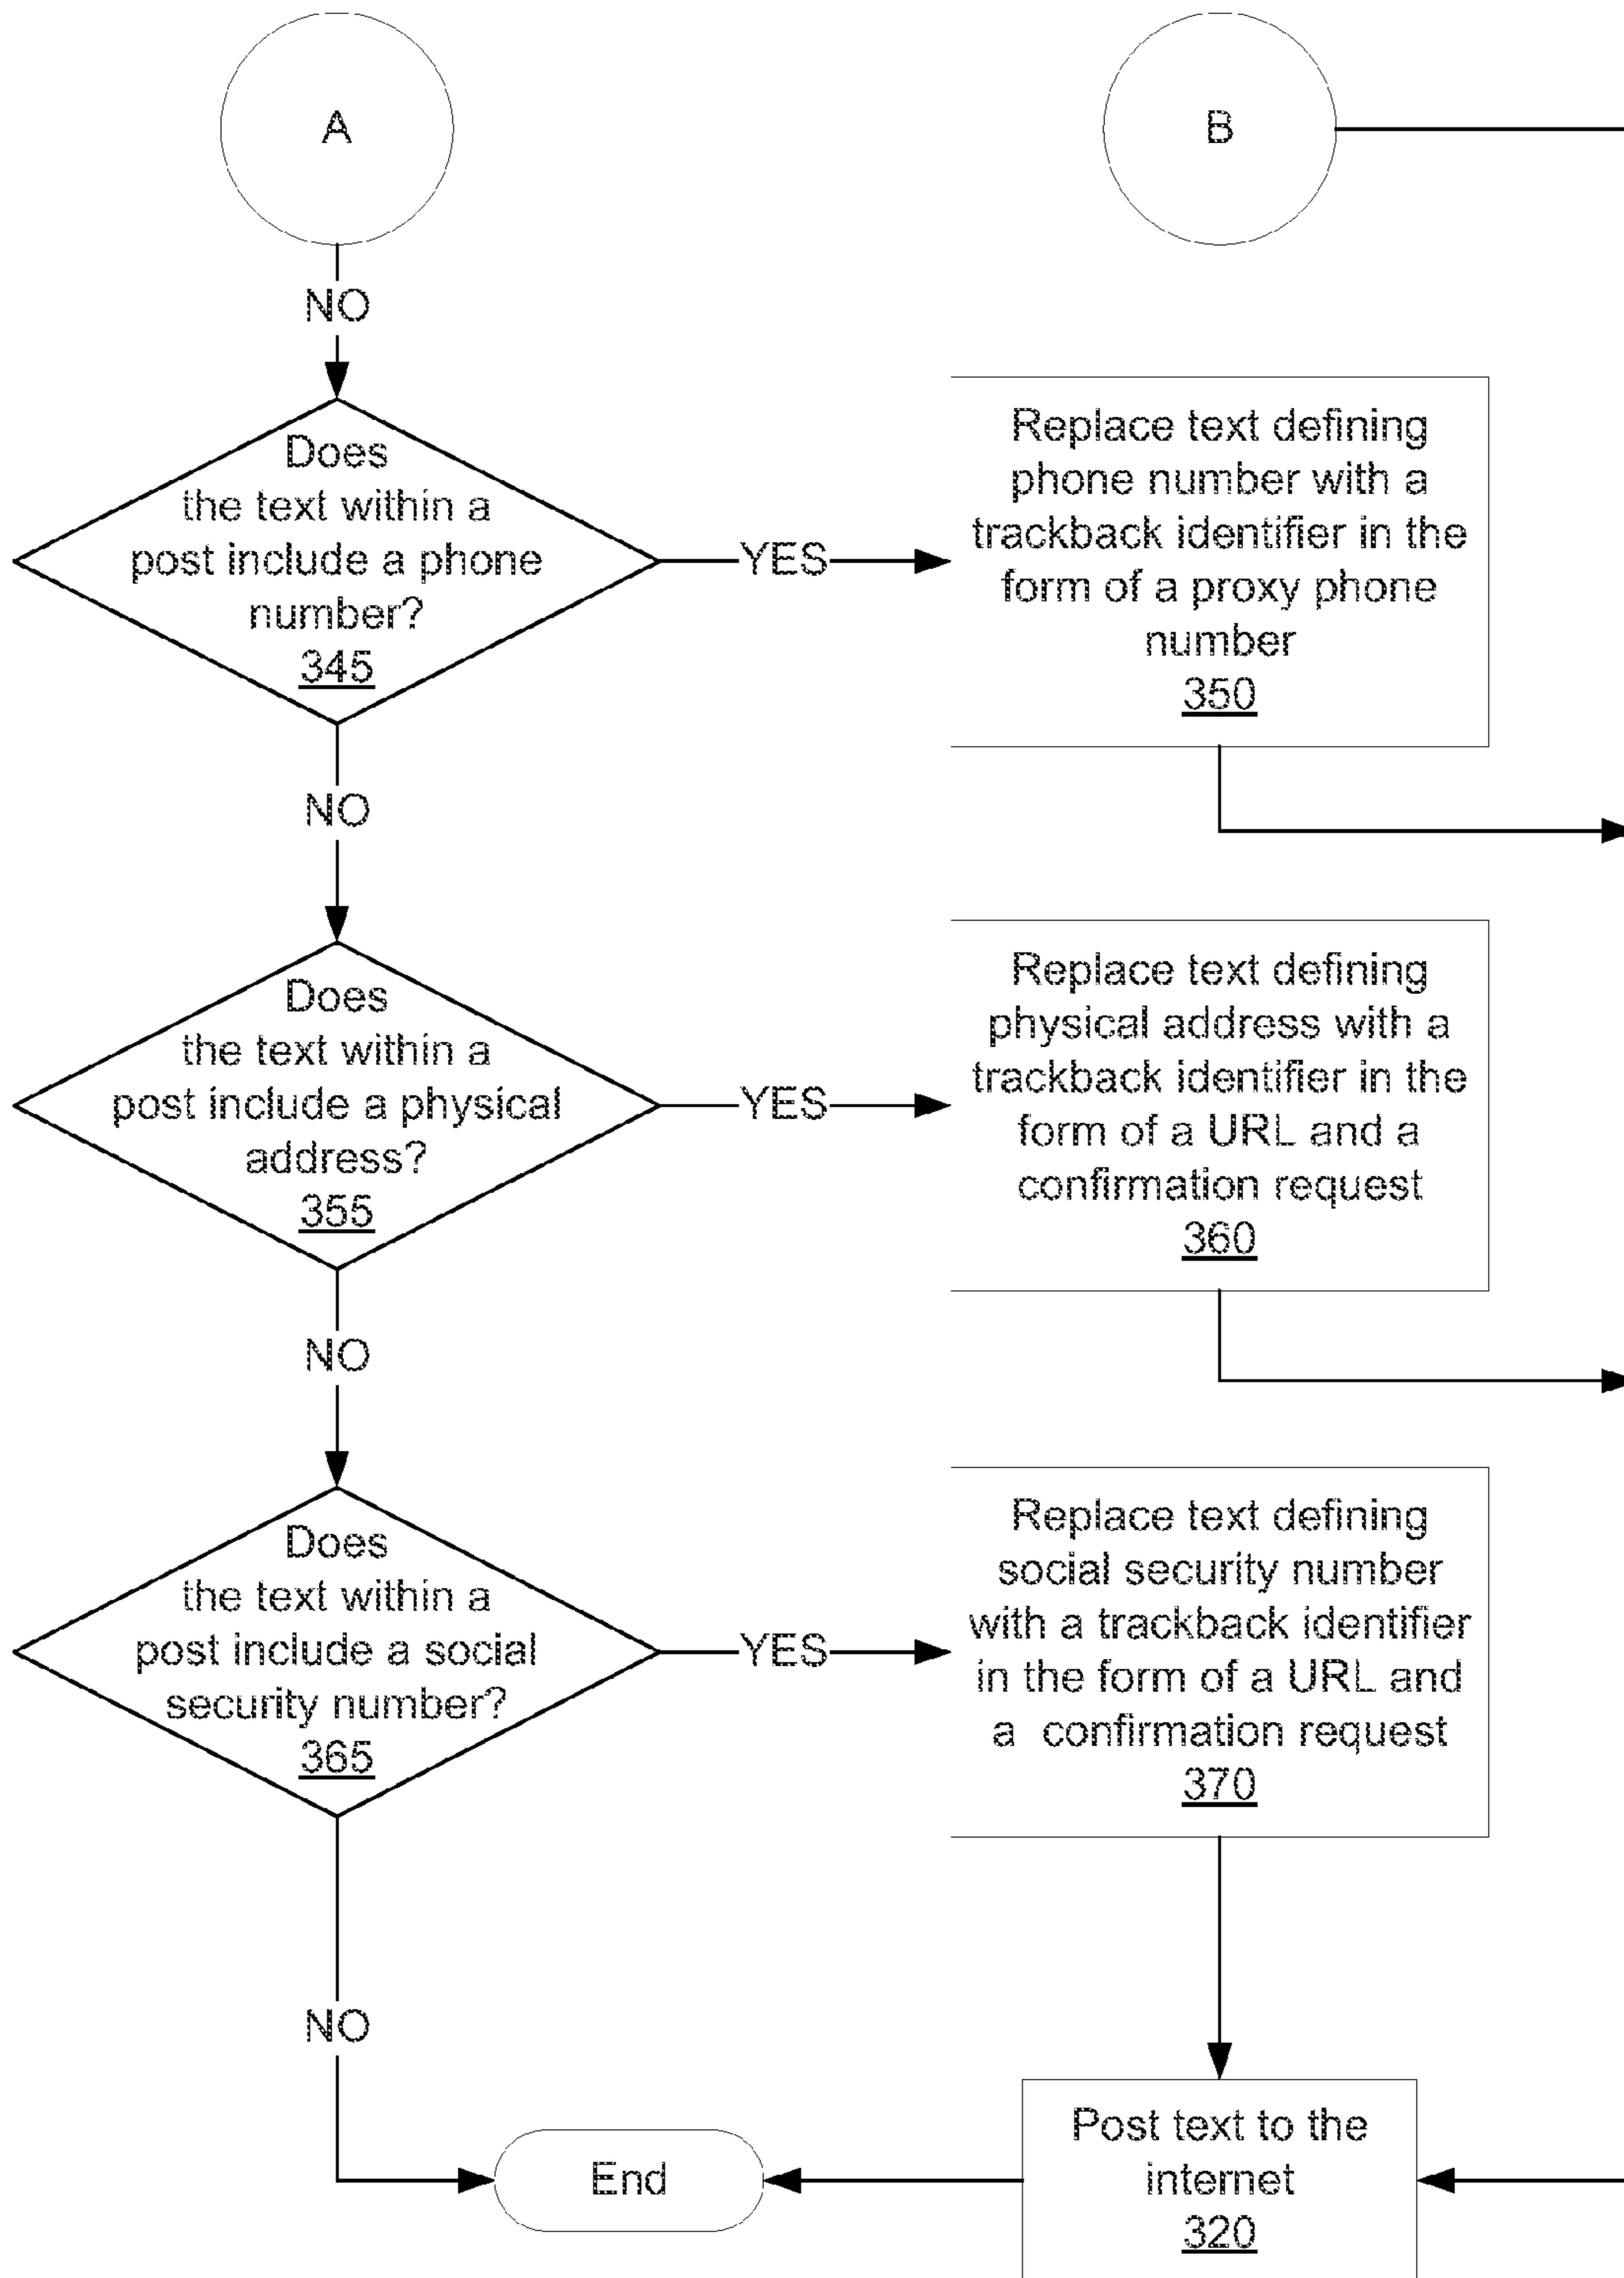 A
B
NO
Does
the text within a
post include a phone
number?
345
YES
Replace text defining
phone number with a
trackback identifier in the
form of a proxy phone
number
350
NO
Does
the text within a
post include a physical
address?
355
YES
Replace text defining
physical address with a
trackback identifier in the
form of a URL and a
confirmation request
360
NO
Does
the text within a
post include a social
security number?
365
YES
Replace text defining
social security number
with a trackback identifier
in the form of a URL and
a confirmation request
370
NO
End
Post text to the
internet
320